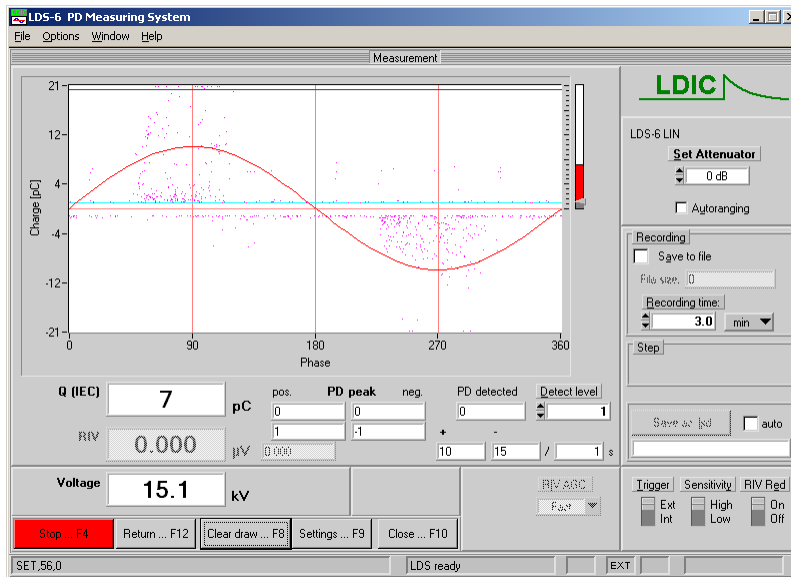 LDS-6 PD Measuring System
File Options Window Help
Measurement
LDIC
LDS-6 LIN
Set Attenuator
0 dB
Autoranging
Recording
Save to file
File size, 0
Recording time:
3.0 min
Step
Save as lsd auto
Charge [pC]
21
12
4
-4
-12
-21
0 90 180 270 360
Phase
Q (IEC) 7 pC
RIV 0.000 µV
pos. PD peak neg.
0 0
1 -1
0.000
PD detected
0
Detect level
1
+ -
10 15 / 1 s
Voltage 15.1 kV
RIV AGC
Fast
Trigger Sensitivity RIV Red
Ext High On
Int Low Off
Stop ... F4 Return ... F12 Clear draw ... F8 Settings ... F9 Close ... F10
SET,56,0 LDS ready EXT